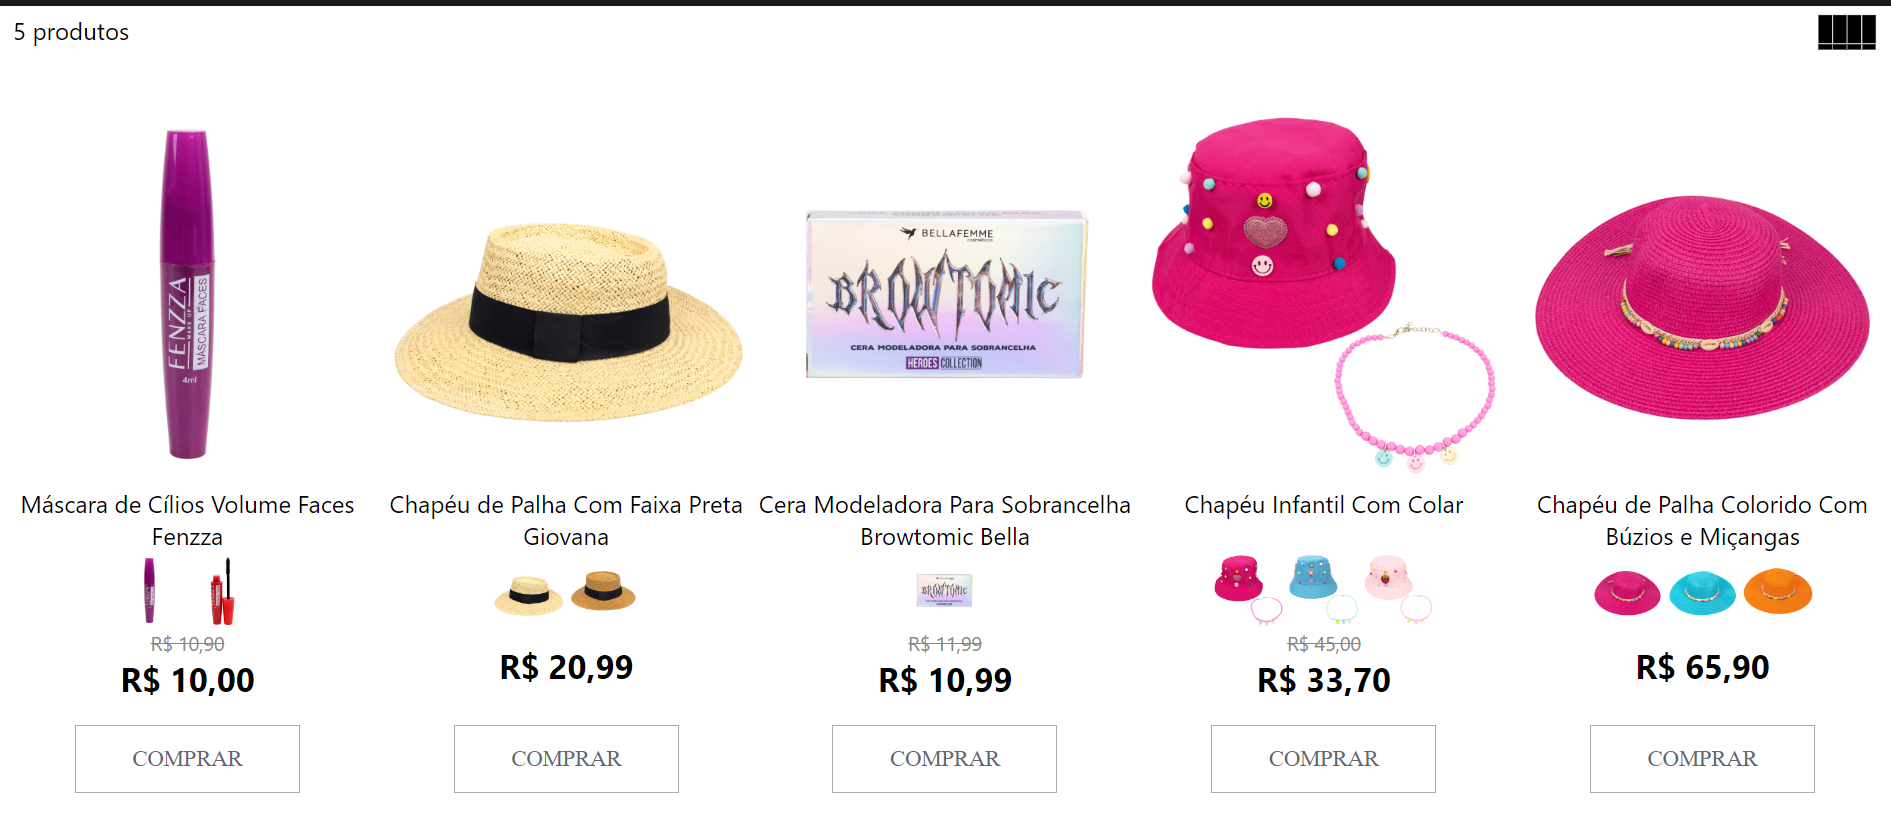 5 produtos
FENZZA
MAKE UP
MÁSCARA FACES
4ml
BELLAFEMME
cosméticos
BROWTOMIC
CERA MODELADORA PARA SOBRANCELHA
HEROES COLLECTION
Máscara de Cílios Volume Faces
Fenzza
Chapéu de Palha Com Faixa Preta
Giovana
Cera Modeladora Para Sobrancelha
Browtomic Bella
Chapéu Infantil Com Colar
Chapéu de Palha Colorido Com
Búzios e Miçangas
BROWTOMIC
R$ 10,90
R$ 10,00
R$ 20,99
R$ 11,99
R$ 10,99
R$ 45,00
R$ 33,70
R$ 65,90
COMPRAR
COMPRAR
COMPRAR
COMPRAR
COMPRAR